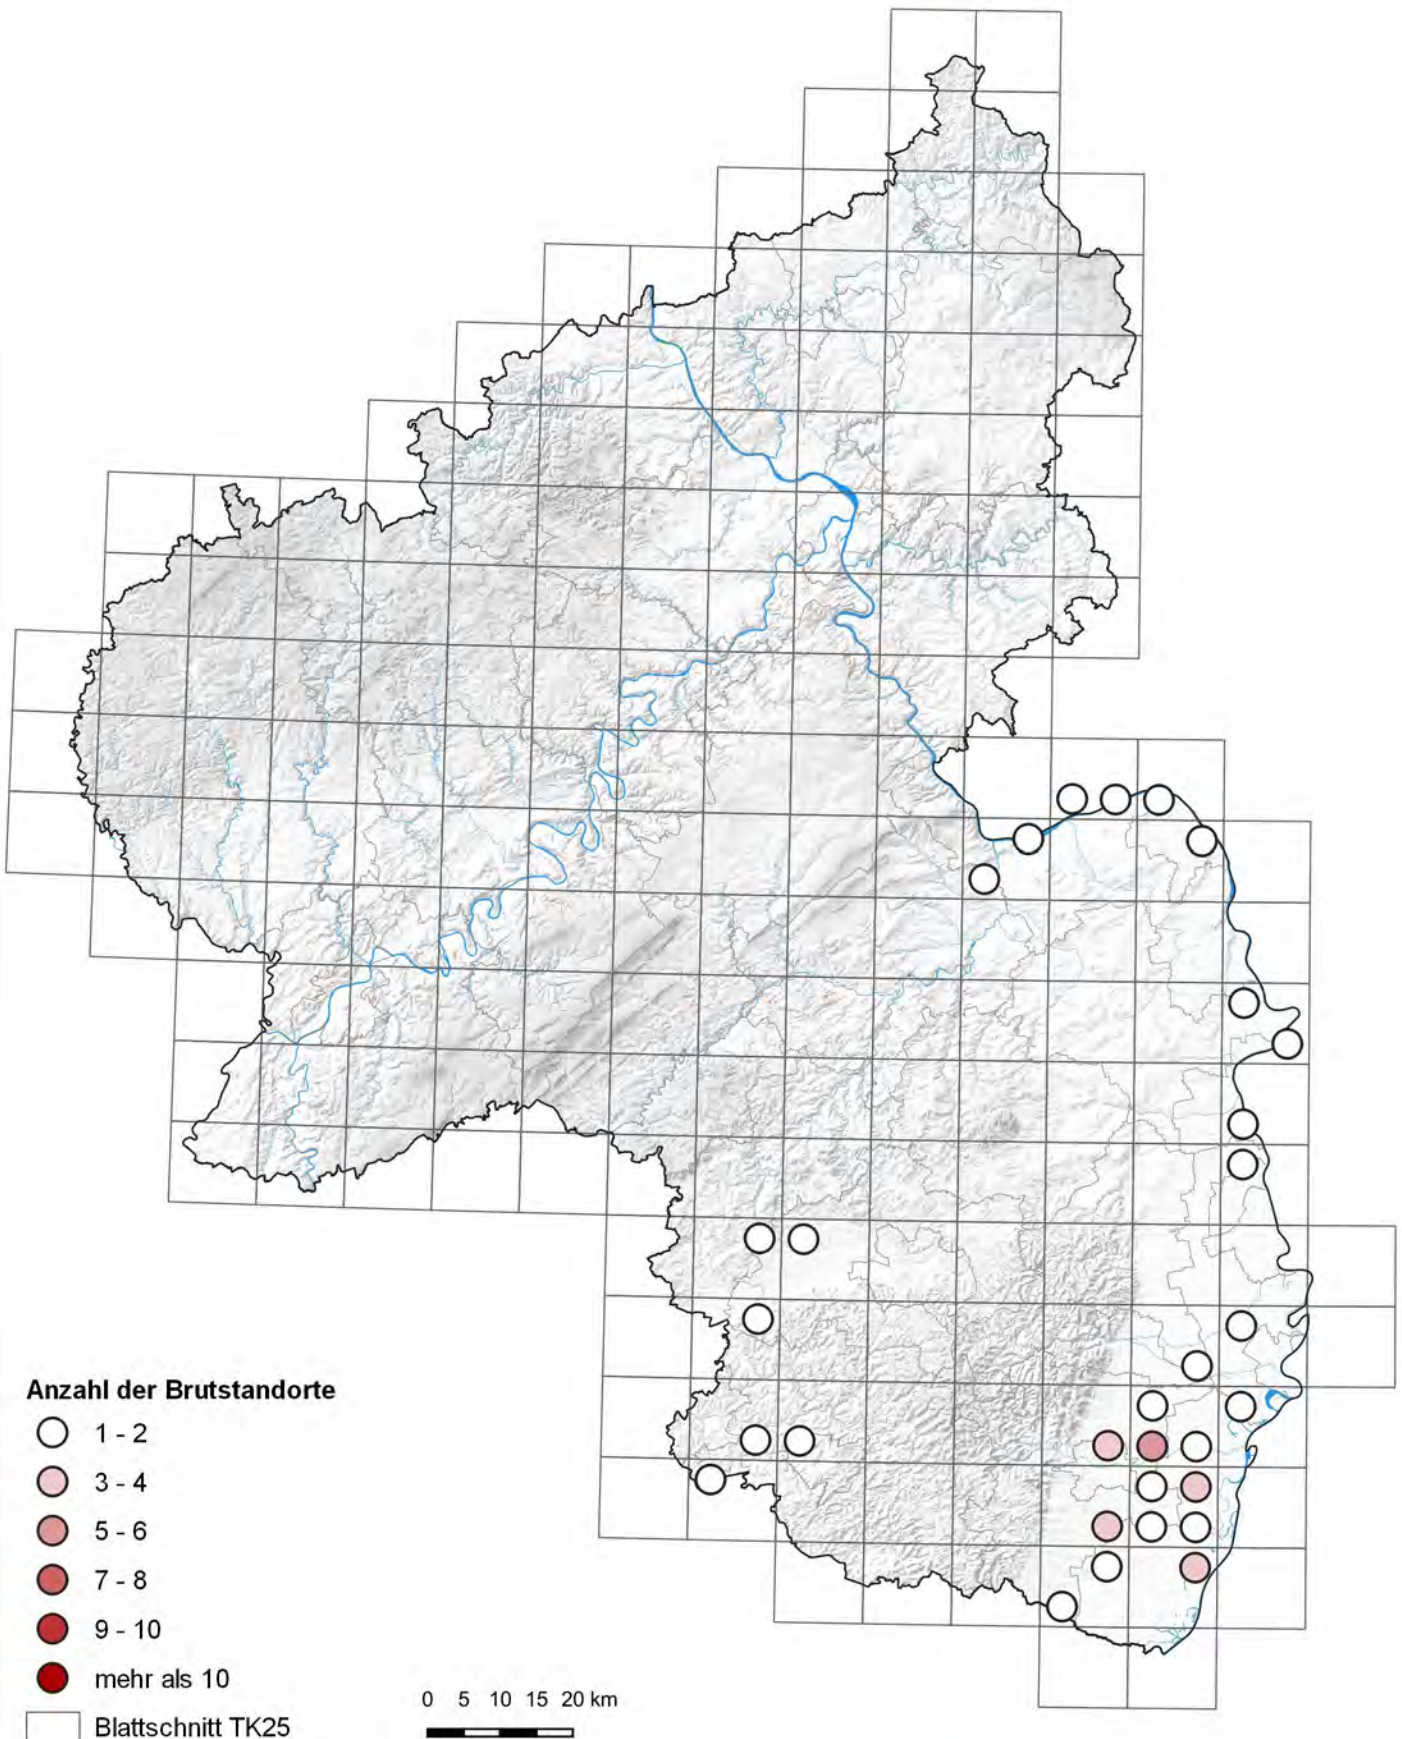 Anzahl der Brutstandorte
1 - 2
3 - 4
5 - 6
7 - 8
9 - 10
mehr als 10
Blattschnitt TK25
0 5 10 15 20 km